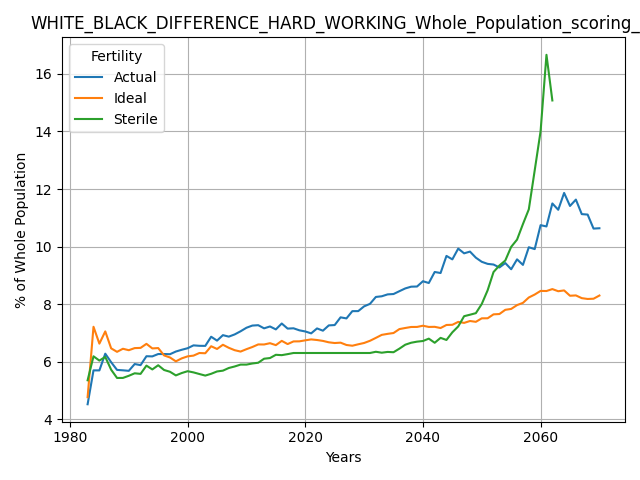 WHITE_BLACK_DIFFERENCE_HARD_WORKING_Whole_Population_scoring_
Fertility
Actual
Ideal
Sterile
% of Whole Population
16
14
12
10
8
6
4
1980
2000
2020
2040
2060
Years